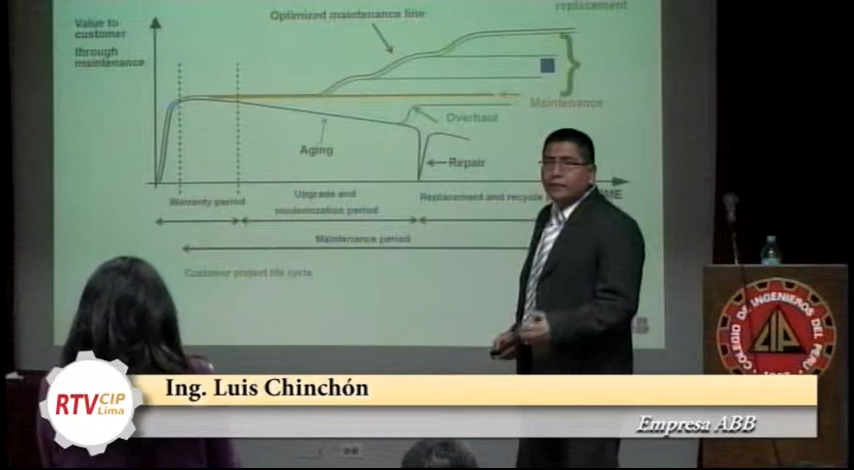 replacement
Optimized maintenance line
Value to
customer
through
maintenance
Maintenance
Overhaul
Aging
Repair
Warranty period
Upgrade and
modernization period
Replacement and recycle
Maintenance period
Customer project life cycle
COLEGIO DE INGENIEROS DEL PERU
CIP
RTV CIP
Lima
Ing. Luis Chinchón
Empresa ABB